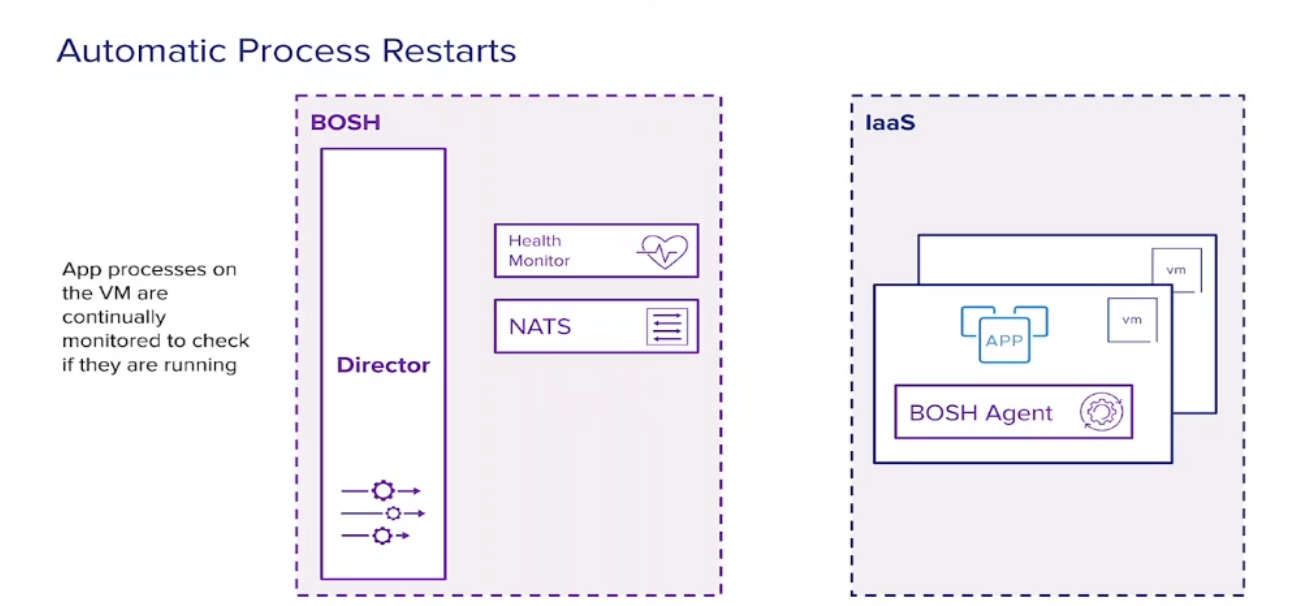 Automatic Process Restarts
BOSH
IaaS
App processes on
the VM are
continually
monitored to check
if they are running
Director
Health
Monitor
NATS
vm
vm
APP
BOSH Agent